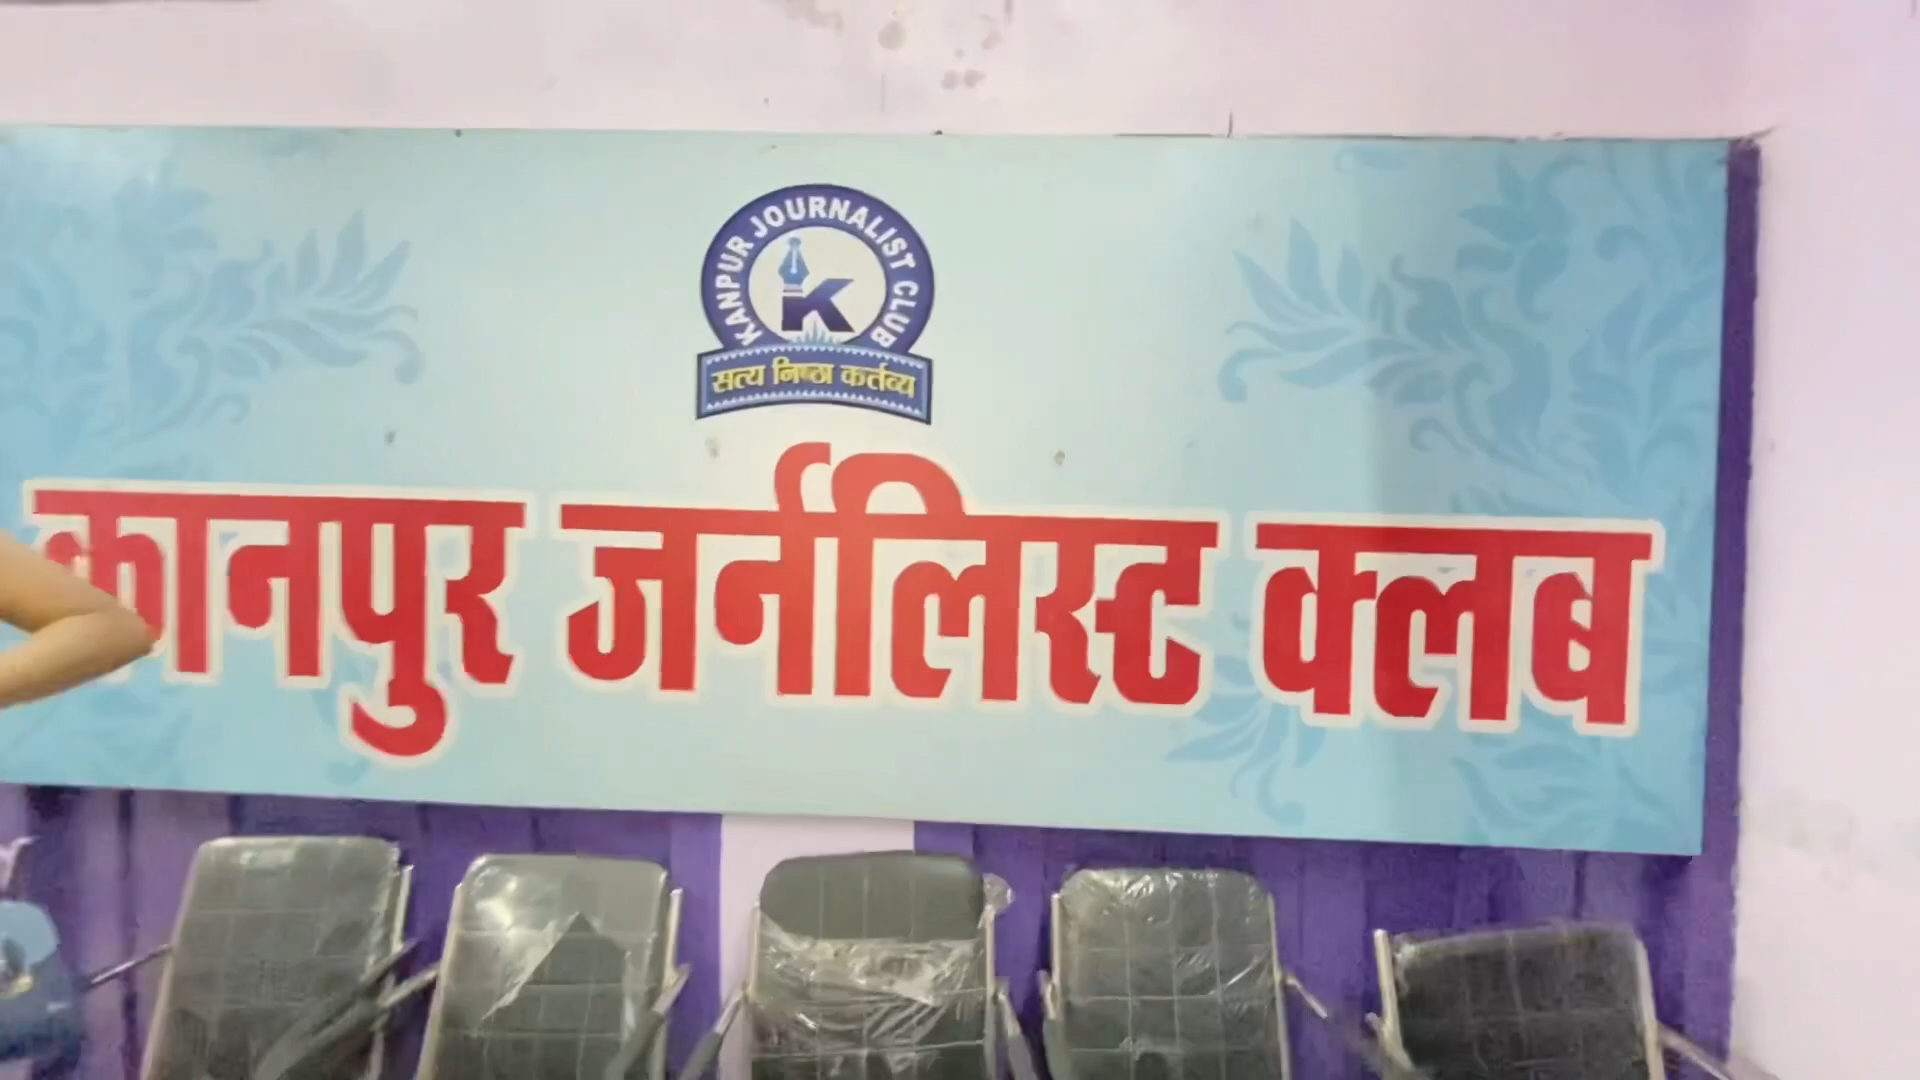 KANPUR JOURNALIST CLUB
K
सत्य निष्ठा कर्तव्य
कानपुर जर्नलिस्ट क्लब